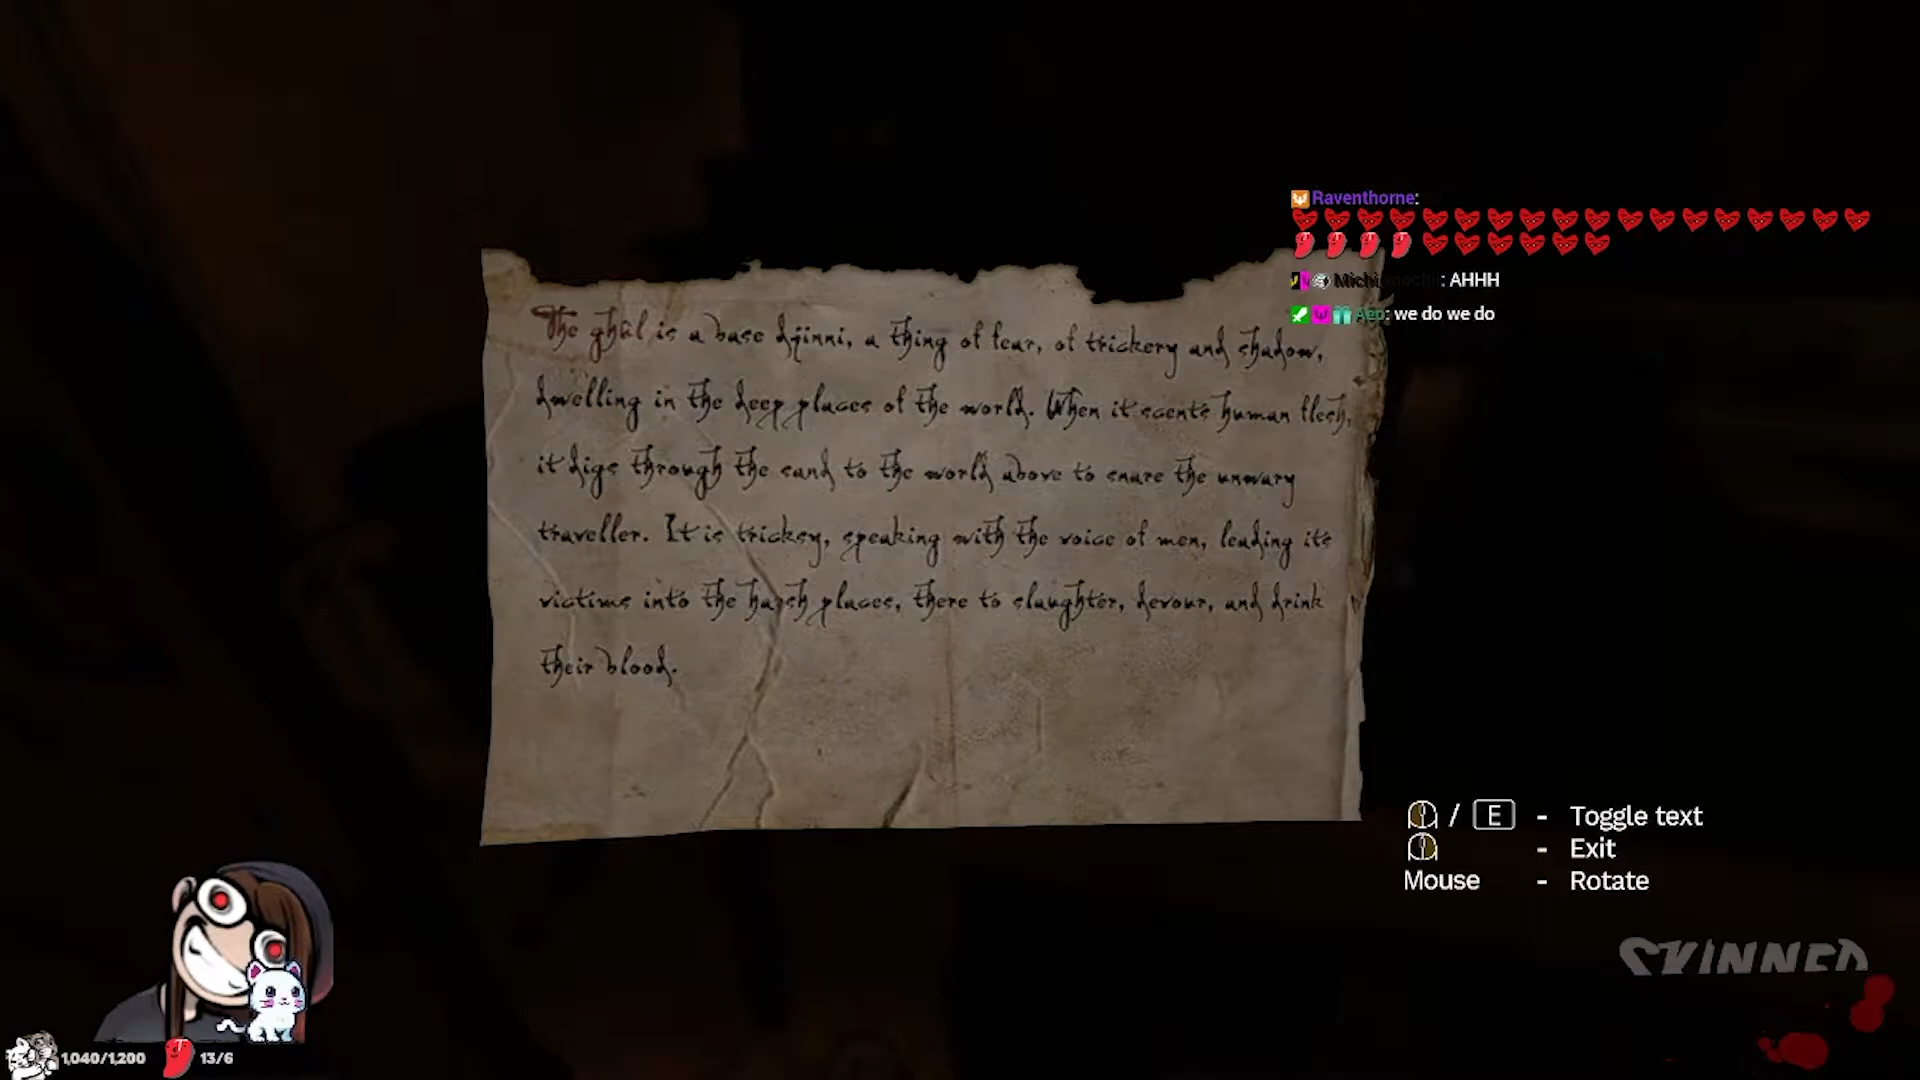 Raventhorne:
: AHHH
Ago: we do we do
The ghūl is a base djinni, a thing of fear, of trickery and shadow,
dwelling in the deep places of the world. When it scents human flesh,
it digs through the sand to the world above to snare the unwary
traveller. It is tricksy, speaking with the voice of men, leading its
victims into the harsh places, there to slaughter, devour, and drink
their blood.
/ E - Toggle text
- Exit
Mouse - Rotate
SKINNED
1,040/1,200 13/6